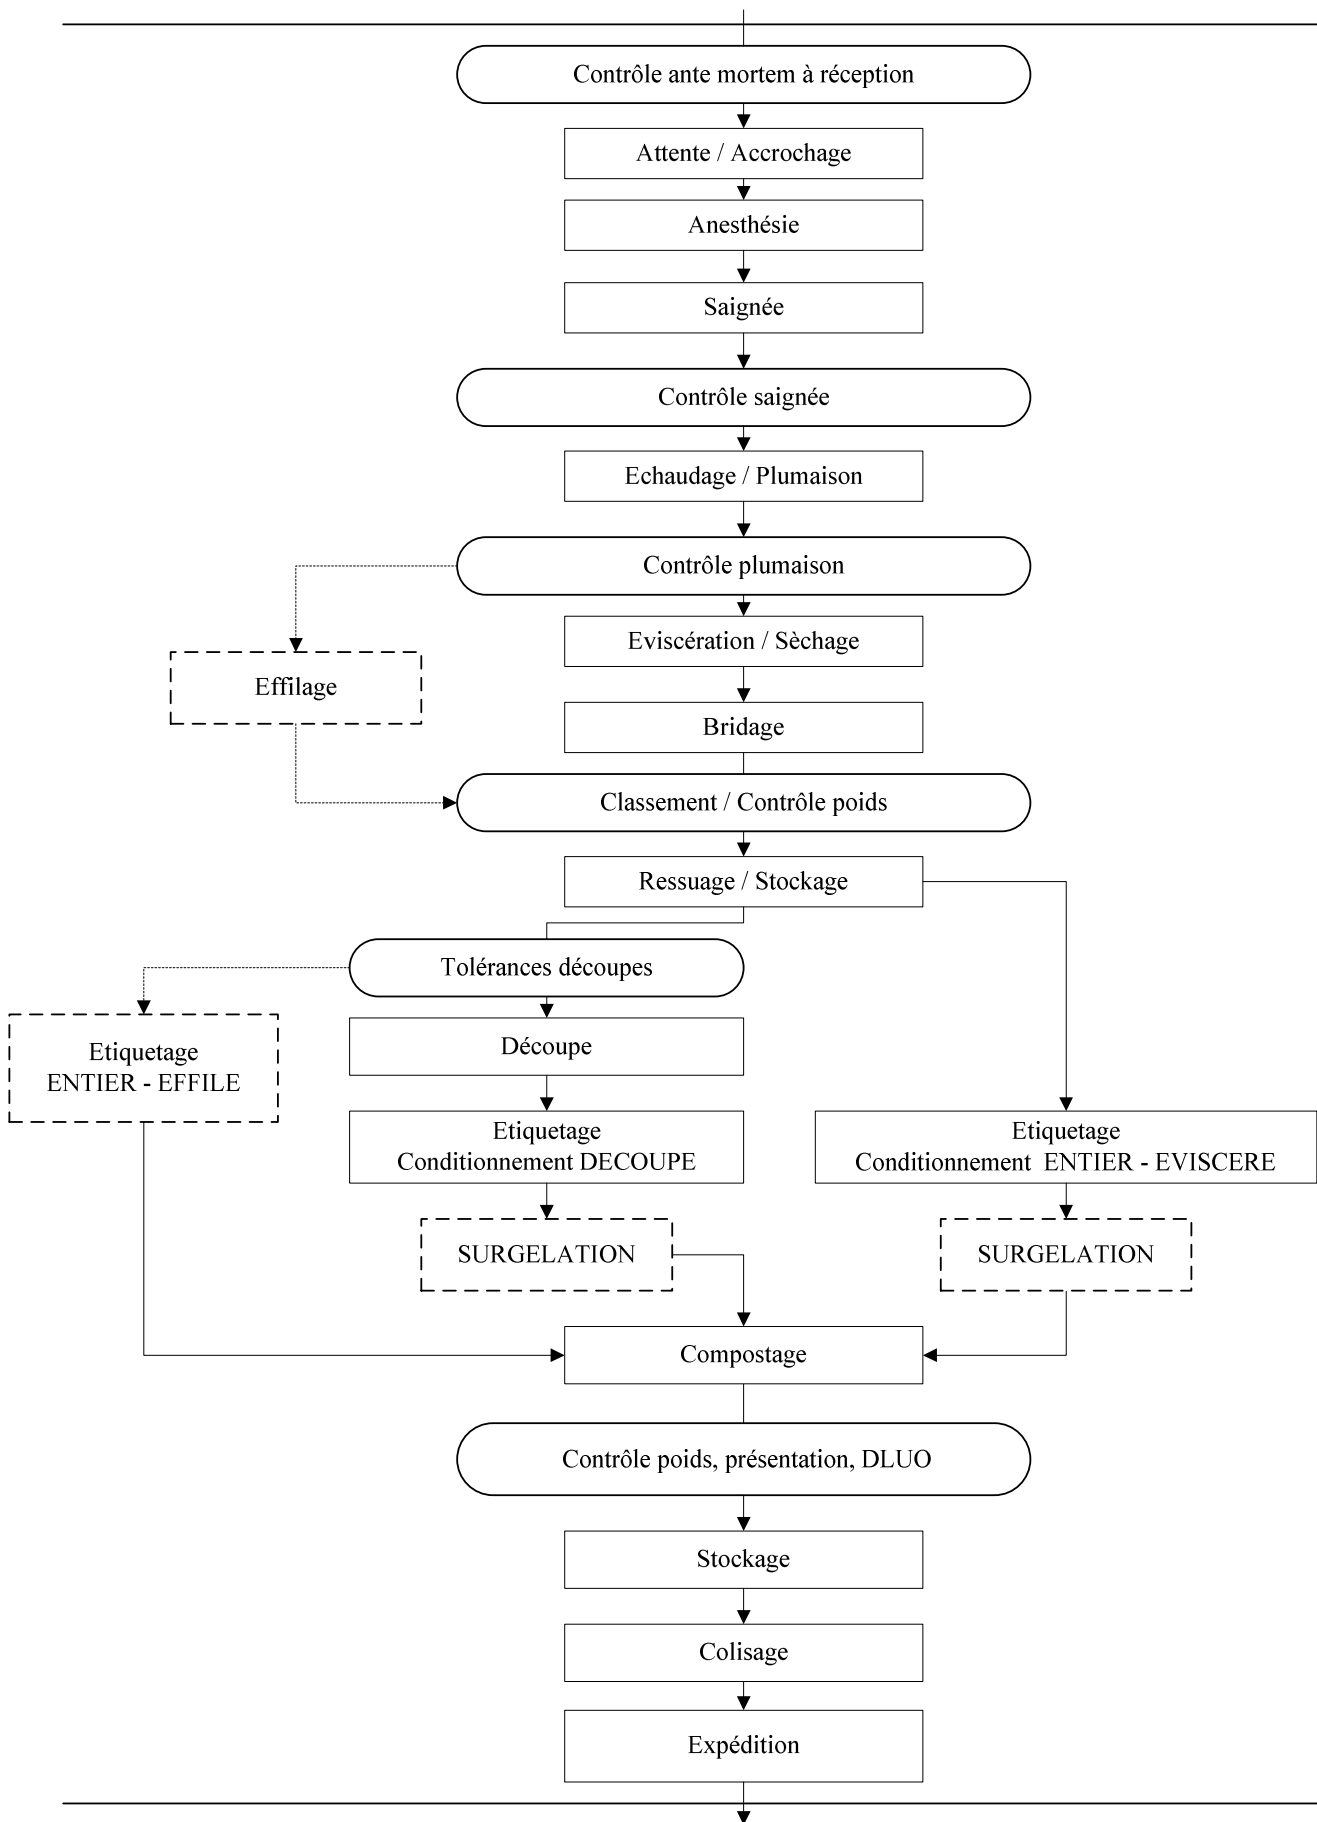 Contrôle ante mortem à réception
Attente / Accrochage
Anesthésie
Saignée
Contrôle saignée
Echaudage / Plumaison
Contrôle plumaison
Eviscération / Sèchage
Effilage
Bridage
Classement / Contrôle poids
Ressuage / Stockage
Tolérances découpes
Etiquetage
ENTIER - EFFILE
Découpe
Etiquetage
Conditionnement DECOUPE
Etiquetage
Conditionnement ENTIER - EVISCERE
SURGELATION
SURGELATION
Compostage
Contrôle poids, présentation, DLUO
Stockage
Colisage
Expédition